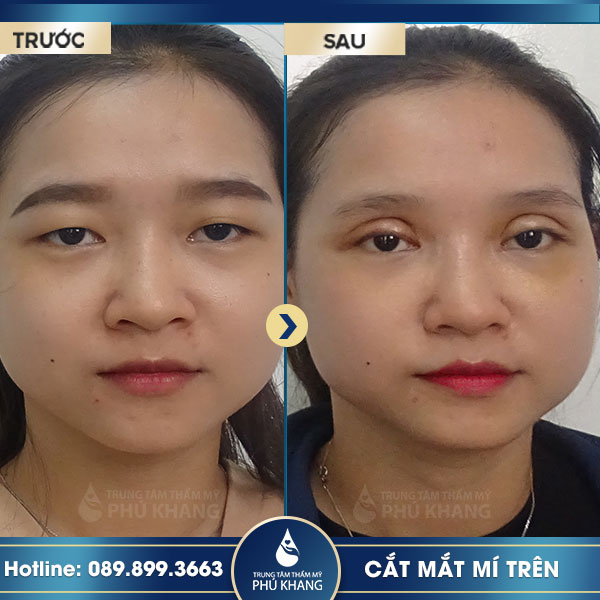 TRƯỚC
SAU
TRUNG TÂM THẨM MỸ
PHÚ KHANG
TRUNG TÂM THẨM MỸ
PHÚ KHANG
Hotline: 089.899.3663
TRUNG TÂM THẨM MỸ
PHÚ KHANG
CẮT MẮT MÍ TRÊN